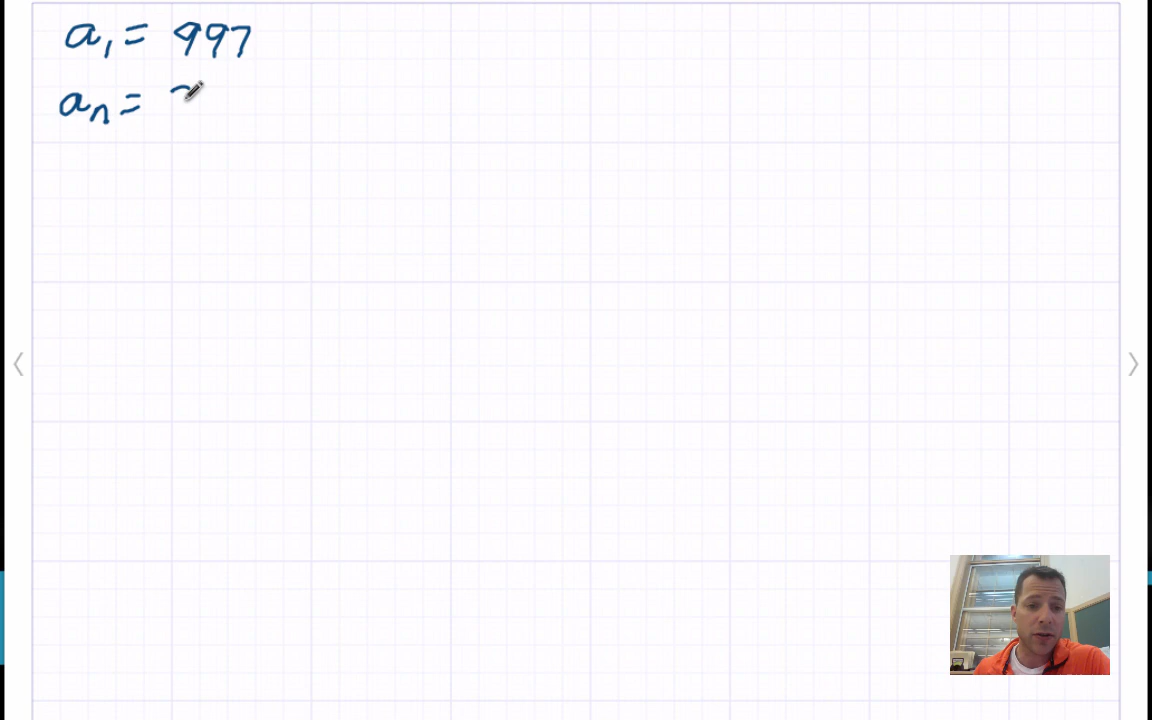 a₁ = 997
aₙ =